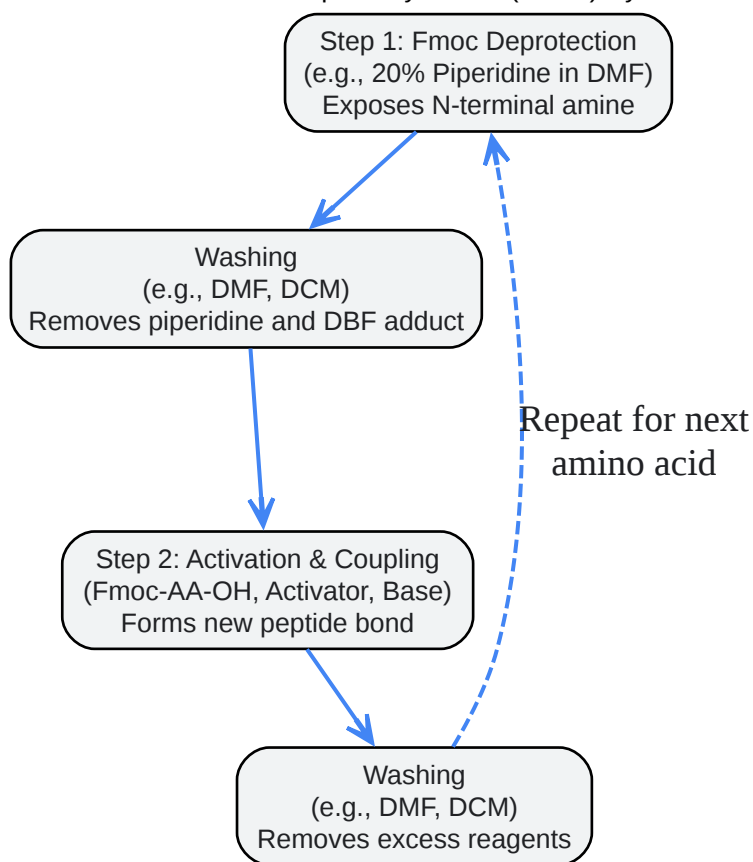 Step 1: Fmoc Deprotection
(e.g., 20% Piperidine in DMF)
Exposes N-terminal amine
Washing
(e.g., DMF, DCM)
Removes piperidine and DBF adduct
Repeat for next
amino acid
Step 2: Activation & Coupling
(Fmoc-AA-OH, Activator, Base)
Forms new peptide bond
Washing
(e.g., DMF, DCM)
Removes excess reagents